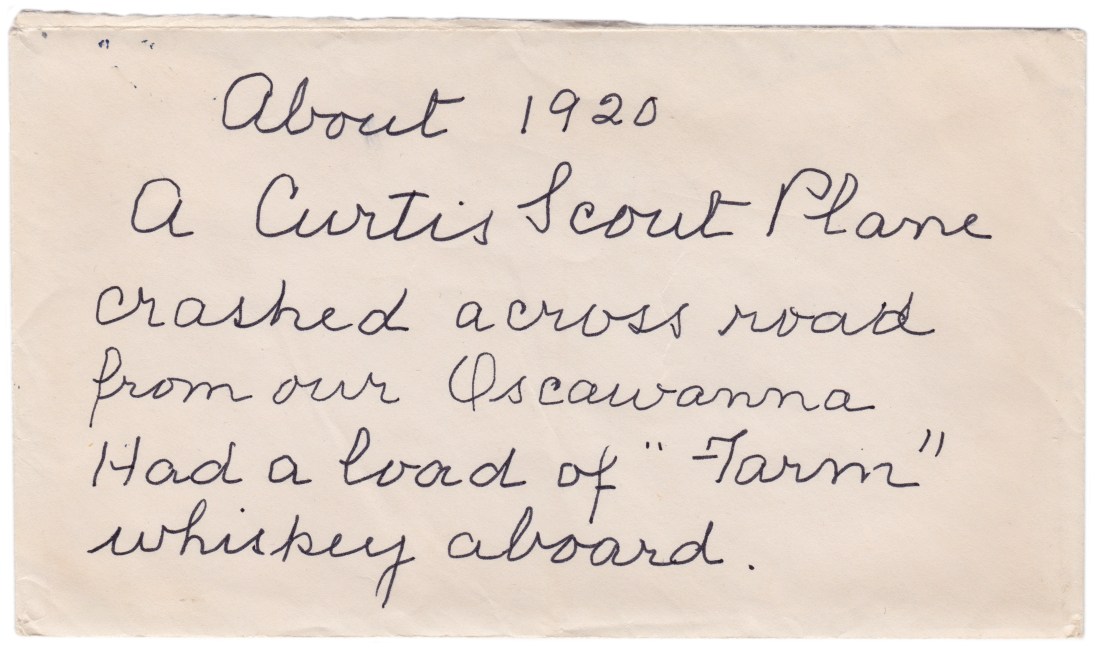 About 1920
A Curtis Scout Plane
crashed across road
from our Oscawanna
Had a load of "Farm"
whiskey aboard.